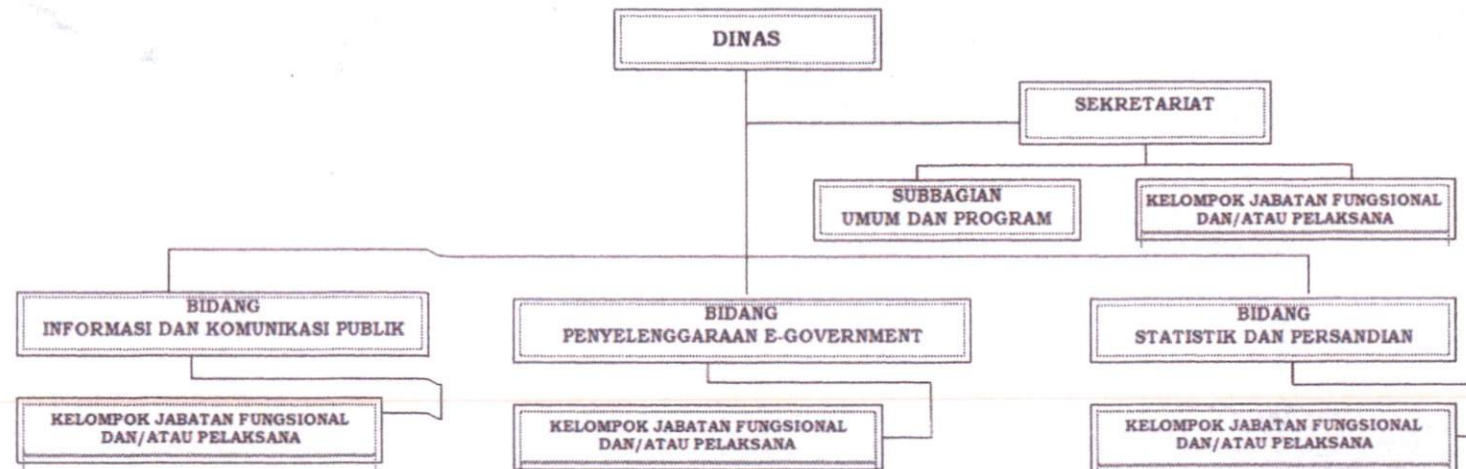 DINAS
SEKRETARIAT
SUBBAGIAN
UMUM DAN PROGRAM
KELOMPOK JABATAN FUNGSIONAL
DAN/ATAU PELAKSANA
BIDANG
INFORMASI DAN KOMUNIKASI PUBLIK
BIDANG
PENYELENGGARAAN E-GOVERNMENT
BIDANG
STATISTIK DAN PERSANDIAN
KELOMPOK JABATAN FUNGSIONAL
DAN/ATAU PELAKSANA
KELOMPOK JABATAN FUNGSIONAL
DAN/ATAU PELAKSANA
KELOMPOK JABATAN FUNGSIONAL
DAN/ATAU PELAKSANA